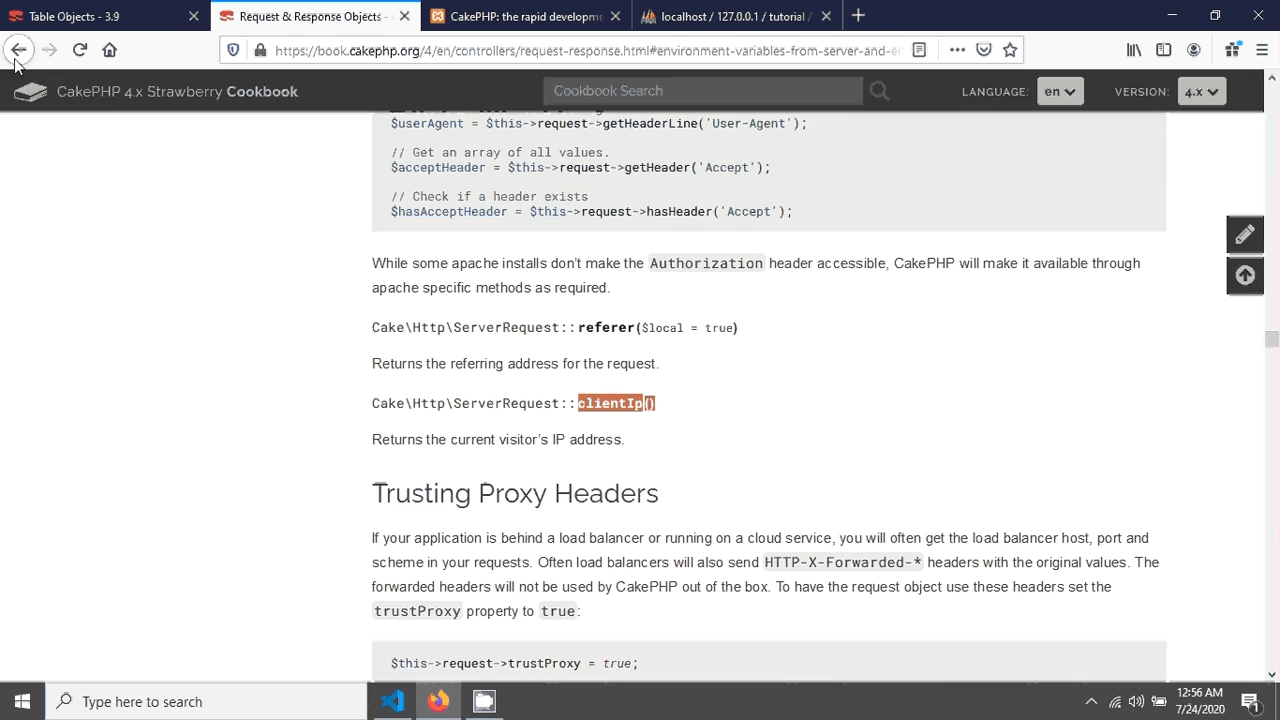 Table Objects - 3.9
Request & Response Objects -
CakePHP: the rapid developm
localhost / 127.0.0.1 / tutorial /
https://book.cakephp.org/4/en/controllers/request-response.html#environment-variables-from-server-and-e
CakePHP 4.x Strawberry Cookbook
Cookbook Search
LANGUAGE: en
VERSION: 4.x
$userAgent = $this->request->getHeaderLine('User-Agent');
// Get an array of all values.
$acceptHeader = $this->request->getHeader('Accept');
// Check if a header exists
$hasAcceptHeader = $this->request->hasHeader('Accept');
While some apache installs don’t make the Authorization header accessible, CakePHP will make it available through
apache specific methods as required.
Cake\Http\ServerRequest::referer($local = true)
Returns the referring address for the request.
Cake\Http\ServerRequest::clientIp()
Returns the current visitor’s IP address.
Trusting Proxy Headers
If your application is behind a load balancer or running on a cloud service, you will often get the load balancer host, port and
scheme in your requests. Often load balancers will also send HTTP-X-Forwarded-* headers with the original values. The
forwarded headers will not be used by CakePHP out of the box. To have the request object use these headers set the
trustProxy property to true:
$this->request->trustProxy = true;
Type here to search
12:56 AM
7/24/2020
1